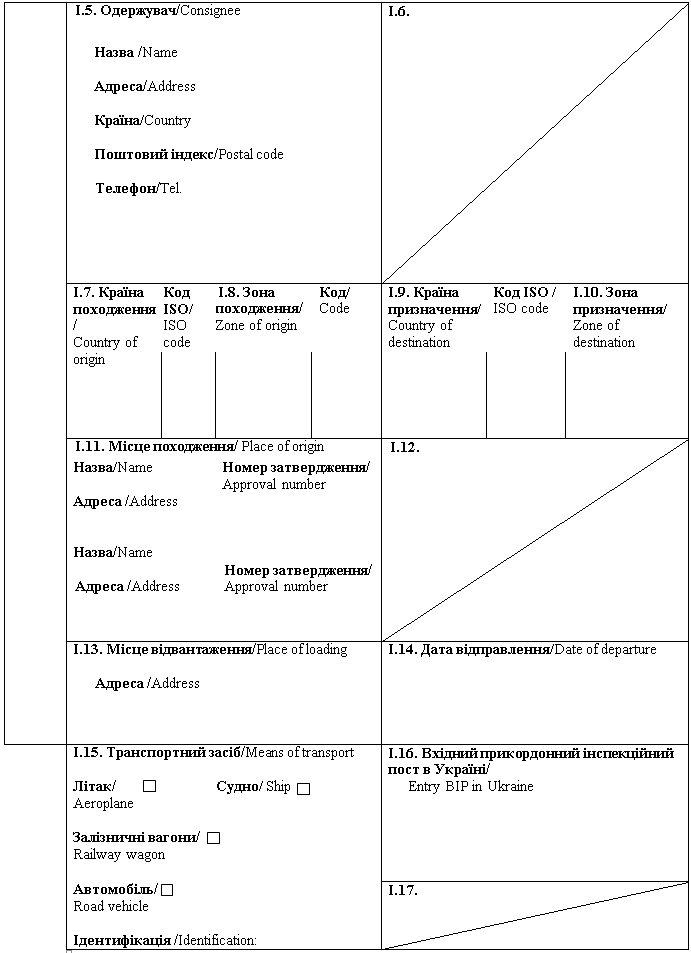 І.5. Одержувач/Consignee
Назва /Name
Адреса/Address
Країна/Country
Поштовий індекс/Postal code
Телефон/Tel.
І.6.
І.7. Країна
походження
/
Country of
origin
Код
ISO/
ISO
code
І.8. Зона
походження/
Zone of origin
Код/
Code
І.9. Країна
призначення/
Country of
destination
Код ISO /
ISO code
І.10. Зона
призначення/
Zone of
destination
І.11. Місце походження/ Place of origin
Назва/Name
Номер затвердження/
Approval number
Адреса /Address
Назва/Name
Номер затвердження/
Адреса /Address
Approval number
І.12.
І.13. Місце відвантаження/Place of loading
Адреса /Address
І.14. Дата відправлення/Date of departure
І.15. Транспортний засіб/Means of transport
Літак/
Aeroplane
Судно/ Ship
Залізничні вагони/
Railway wagon
Автомобіль/
Road vehicle
Ідентифікація /Identification:
І.16. Вхідний прикордонний інспекційний
пост в Україні/
Entry BIP in Ukraine
І.17.